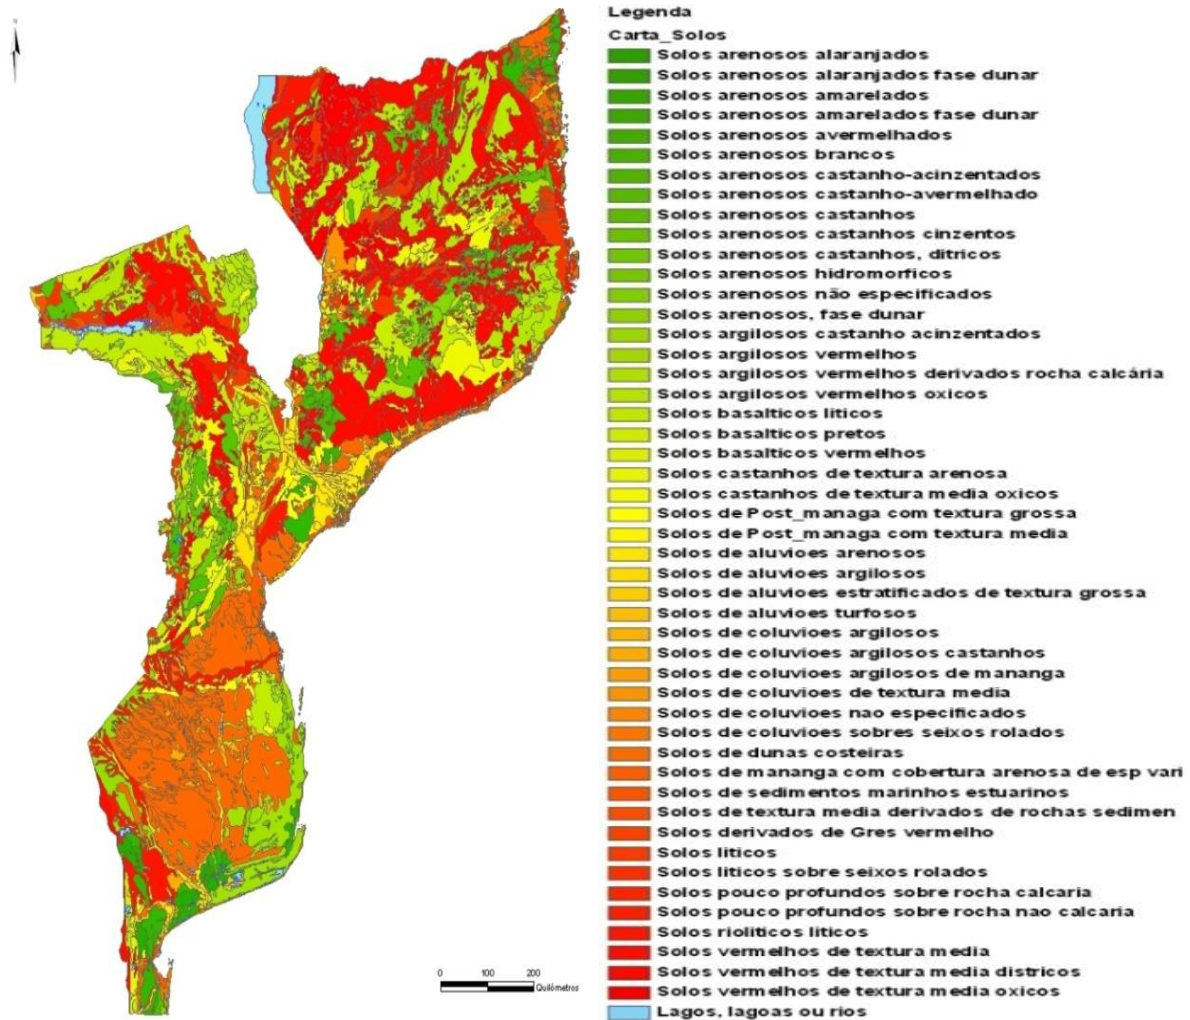 N
Legenda
Carta_Solos
Solos arenosos alaranjados
Solos arenosos alaranjados fase dunar
Solos arenosos amarelados
Solos arenosos amarelados fase dunar
Solos arenosos avermelhados
Solos arenosos brancos
Solos arenosos castanho-acinzentados
Solos arenosos castanho-avermelhado
Solos arenosos castanhos
Solos arenosos castanhos cinzentos
Solos arenosos castanhos, ditricos
Solos arenosos hidromorficos
Solos arenosos não especificados
Solos arenosos, fase dunar
Solos argilosos castanho acinzentados
Solos argilosos vermelhos
Solos argilosos vermelhos derivados rocha calcária
Solos argilosos vermelhos oxicos
Solos basalticos liticos
Solos basalticos pretos
Solos basalticos vermelhos
Solos castanhos de textura arenosa
Solos castanhos de textura media oxicos
Solos de Post_managa com textura grossa
Solos de Post_managa com textura media
Solos de aluvioes arenosos
Solos de aluvioes argilosos
Solos de aluvioes estratificados de textura grossa
Solos de aluvioes turfosos
Solos de coluvioes argilosos
Solos de coluvioes argilosos castanhos
Solos de coluvioes argilosos de mananga
Solos de coluvioes de textura media
Solos de coluvioes nao especificados
Solos de coluvioes sobres seixos rolados
Solos de dunas costeiras
Solos de mananga com cobertura arenosa de esp vari
Solos de sedimentos marinhos estuarinos
Solos de textura media derivados de rochas sedimen
Solos derivados de Gres vermelho
Solos liticos
Solos liticos sobre seixos rolados
Solos pouco profundos sobre rocha calcaria
Solos pouco profundos sobre rocha nao calcaria
Solos rioliticos liticos
Solos vermelhos de textura media
Solos vermelhos de textura media districos
Solos vermelhos de textura media oxicos
Lagos, lagoas ou rios
0 100 200
Quilómetros